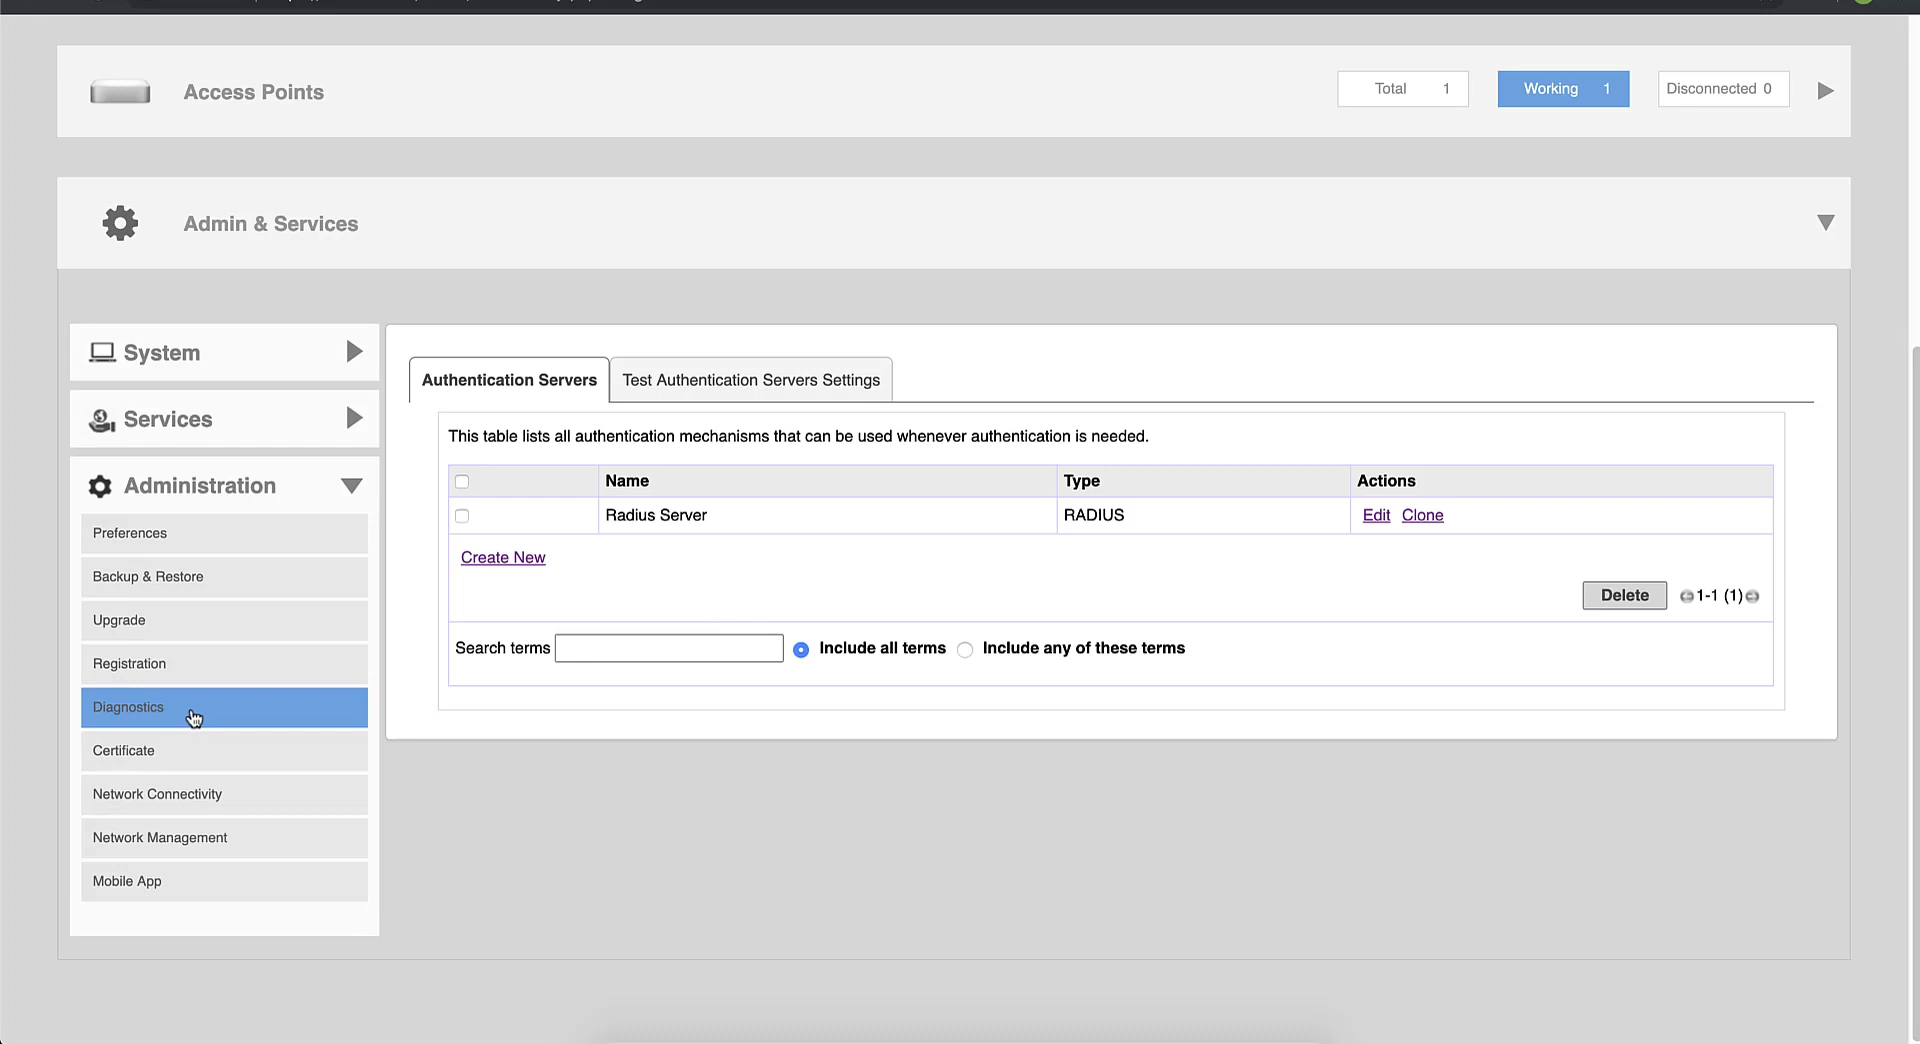 Access Points
Total 1
Working 1
Disconnected 0
Admin & Services
System
Services
Administration
Preferences
Backup & Restore
Upgrade
Registration
Diagnostics
Certificate
Network Connectivity
Network Management
Mobile App
Authentication Servers
Test Authentication Servers Settings
This table lists all authentication mechanisms that can be used whenever authentication is needed.
Name Type Actions
Radius Server RADIUS Edit Clone
Create New
Delete 1-1 (1)
Search terms Include all terms Include any of these terms